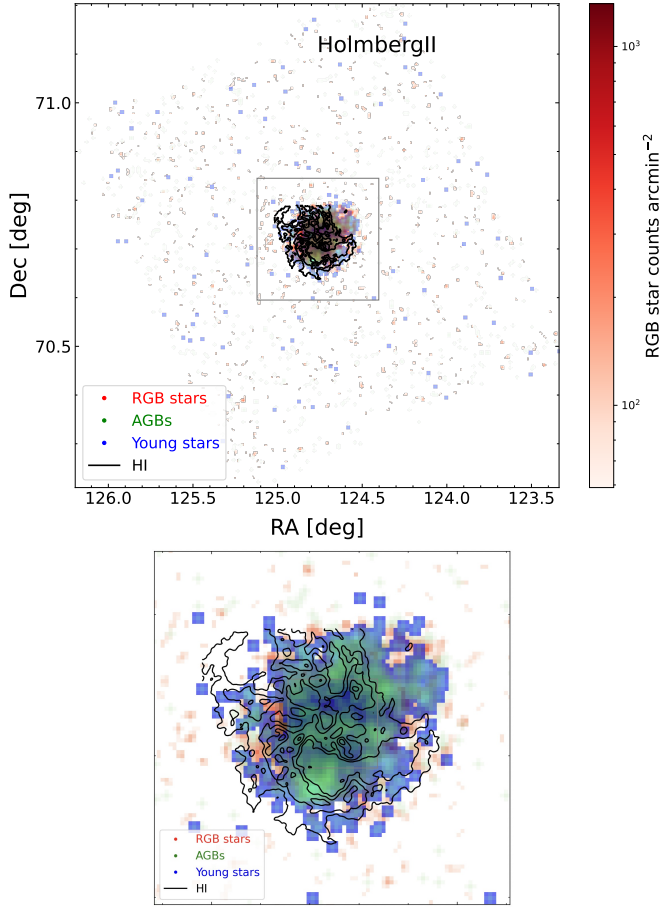 HolmbergII
71.0
70.5
Dec [deg]
RGB stars
AGBs
Young stars
HI
126.0 125.5 125.0 124.5 124.0 123.5
RA [deg]
10³
10²
RGB star counts arcmin⁻²
RGB stars
AGBs
Young stars
HI